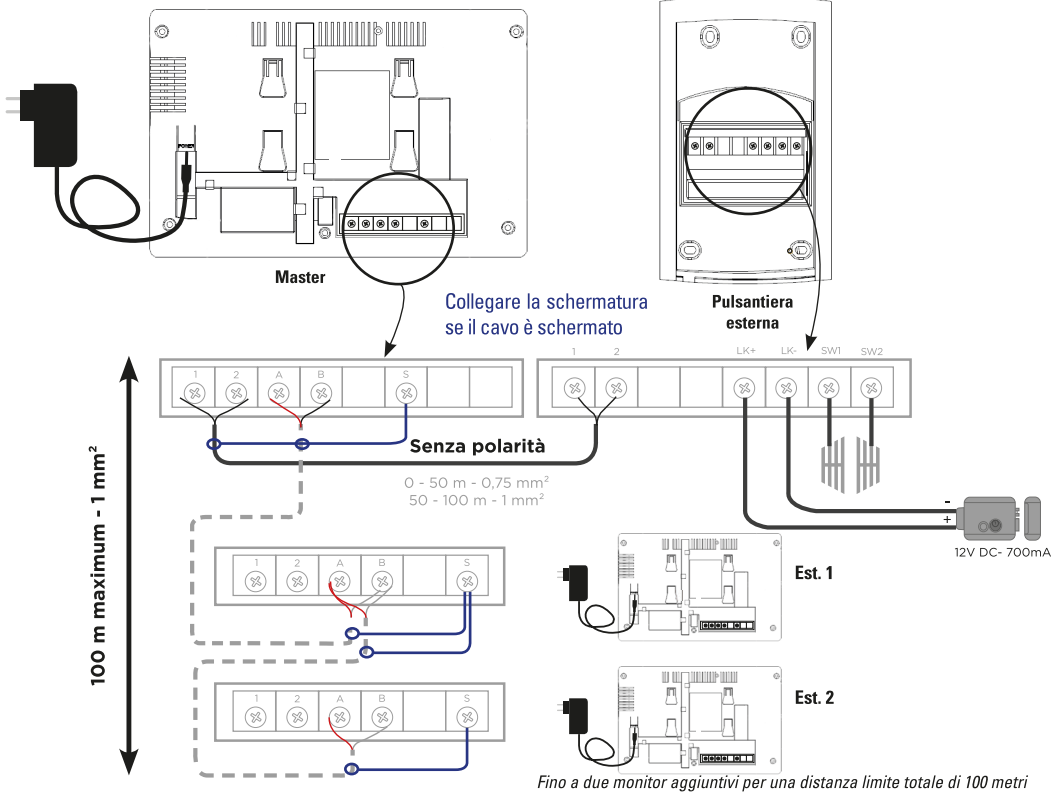 POWER
Master
Collegare la schermatura
se il cavo è schermato
Pulsantiera
esterna
1 2 A B S
1 2 LK+ LK- SW1 SW2
Senza polarità
0 - 50 m - 0,75 mm²
50 - 100 m - 1 mm²
100 m maximum - 1 mm²
-
+
12V DC- 700mA
1 2 A B S
Est. 1
1 2 A B S
Est. 2
Fino a due monitor aggiuntivi per una distanza limite totale di 100 metri